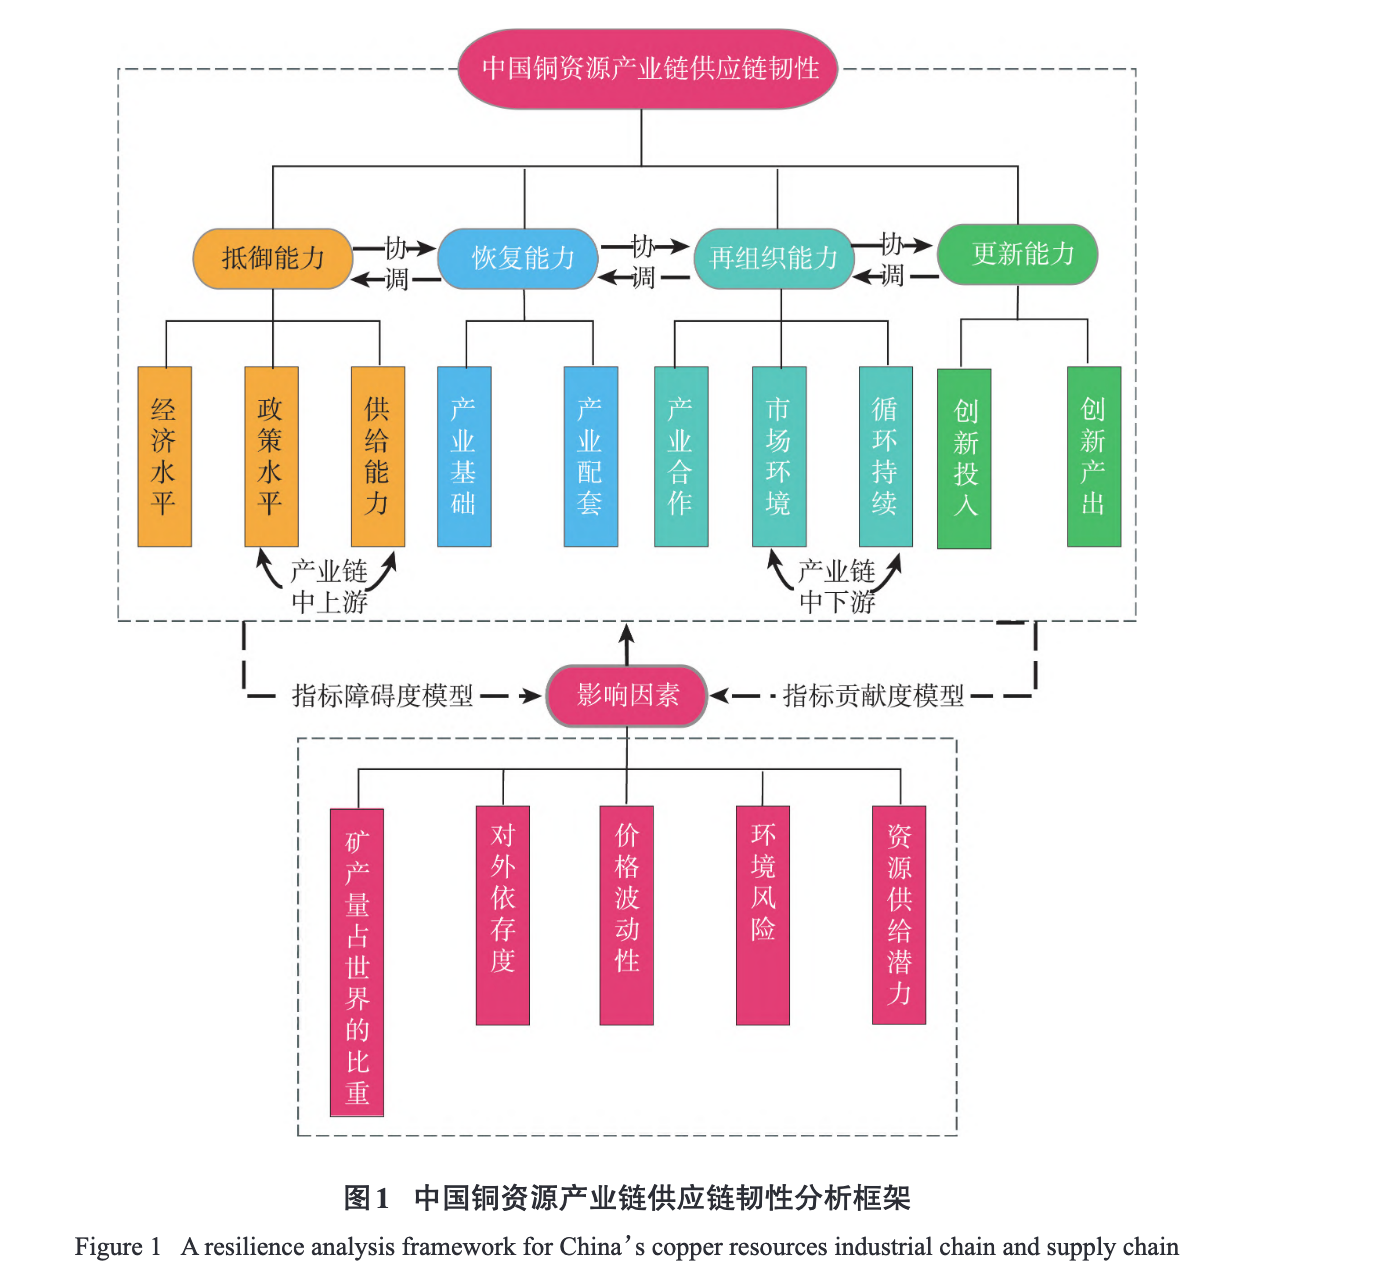 中国铜资源产业链供应链韧性
抵御能力
协
调
恢复能力
协
调
再组织能力
协
调
更新能力
经济水平
政策水平
供给能力
产业基础
产业配套
产业合作
市场环境
循环持续
创新投入
创新产出
产业链
中上游
产业链
中下游
指标障碍度模型
影响因素
指标贡献度模型
矿产量占世界的比重
对外依存度
价格波动性
环境风险
资源供给潜力
图1 中国铜资源产业链供应链韧性分析框架
Figure 1 A resilience analysis framework for China’s copper resources industrial chain and supply chain